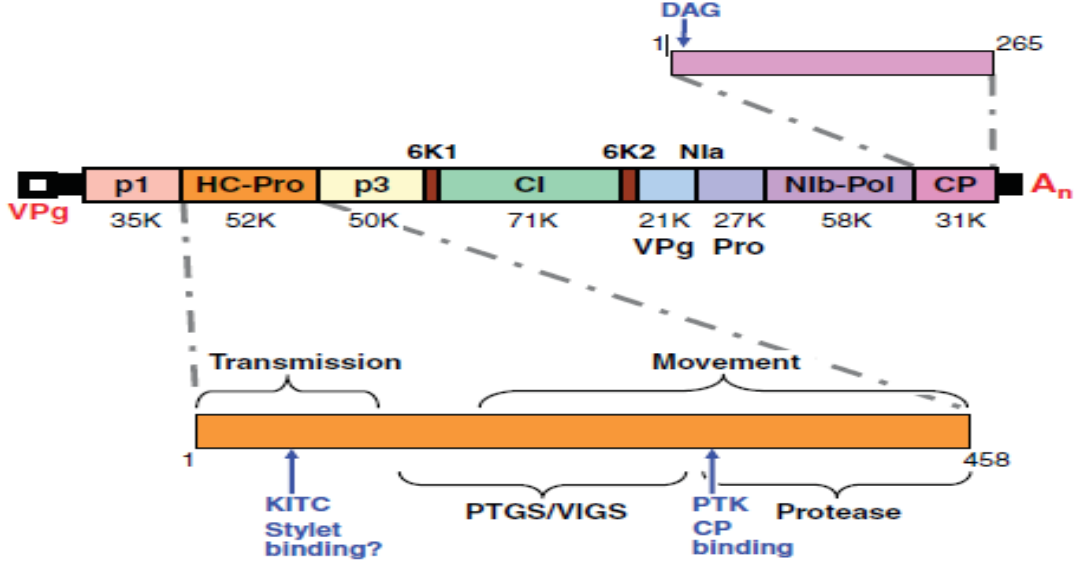 DAG
1
265
6K1
6K2
NIa
VPg
p1
HC-Pro
p3
CI
NIb-Pol
CP
An
35K
52K
50K
71K
21K
27K
58K
31K
VPg
Pro
Transmission
Movement
1
458
KITC
Stylet
binding?
PTGS/VIGS
PTK
CP
binding
Protease